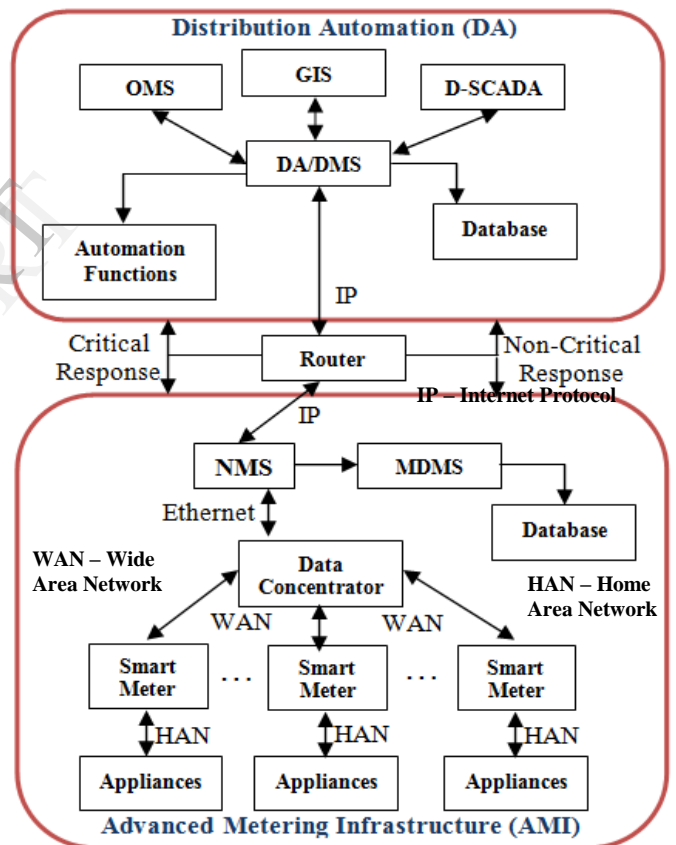 Distribution Automation (DA)
GIS
OMS
D-SCADA
DA/DMS
Database
Automation
Functions
IP
Critical
Response
Router
Non-Critical
Response
IP – Internet Protocol
IP
NMS
MDMS
Ethernet
Database
WAN – Wide
Area Network
Data
Concentrator
HAN – Home
Area Network
WAN
WAN
Smart
Meter
...
Smart
Meter
...
Smart
Meter
HAN
HAN
HAN
Appliances
Appliances
Appliances
Advanced Metering Infrastructure (AMI)